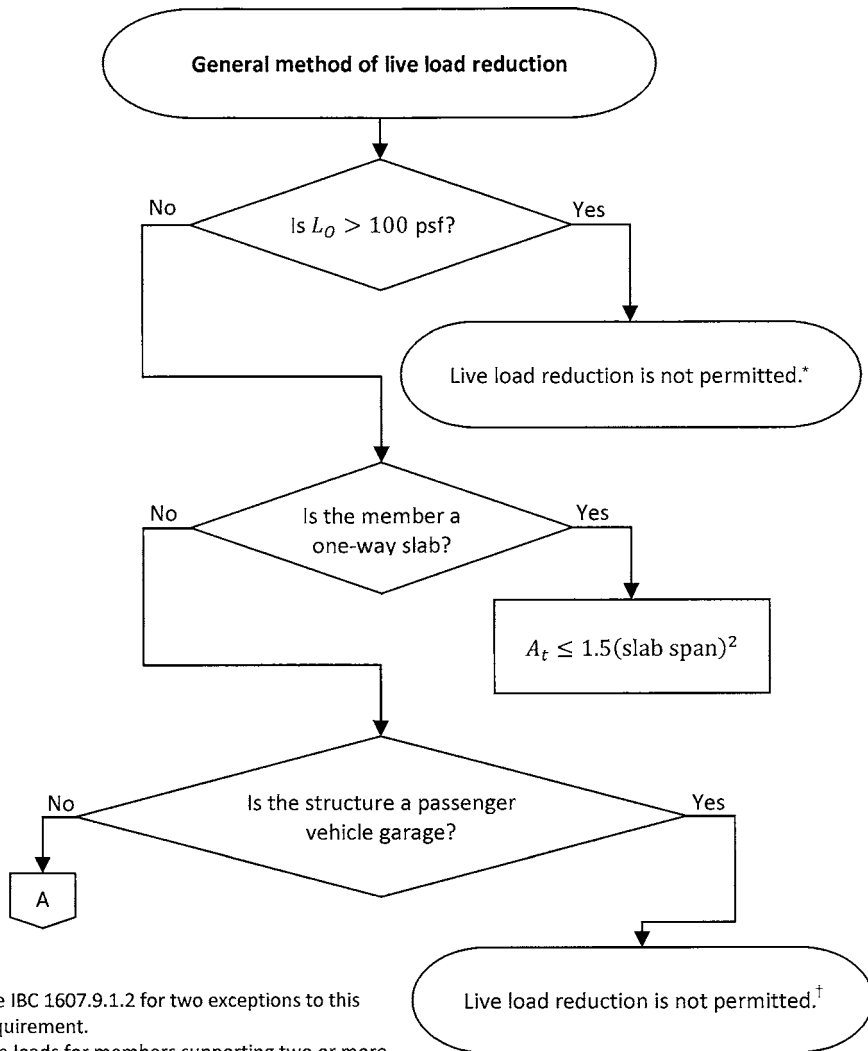 General method of live load reduction
No
Yes
Is L_O > 100 psf?
Live load reduction is not permitted.*
No
Yes
Is the member a
one-way slab?
A_t ≤ 1.5(slab span)²
No
Yes
Is the structure a passenger
vehicle garage?
A
Live load reduction is not permitted.†
IBC 1607.9.1.2 for two exceptions to this
loads for members supporting two or more